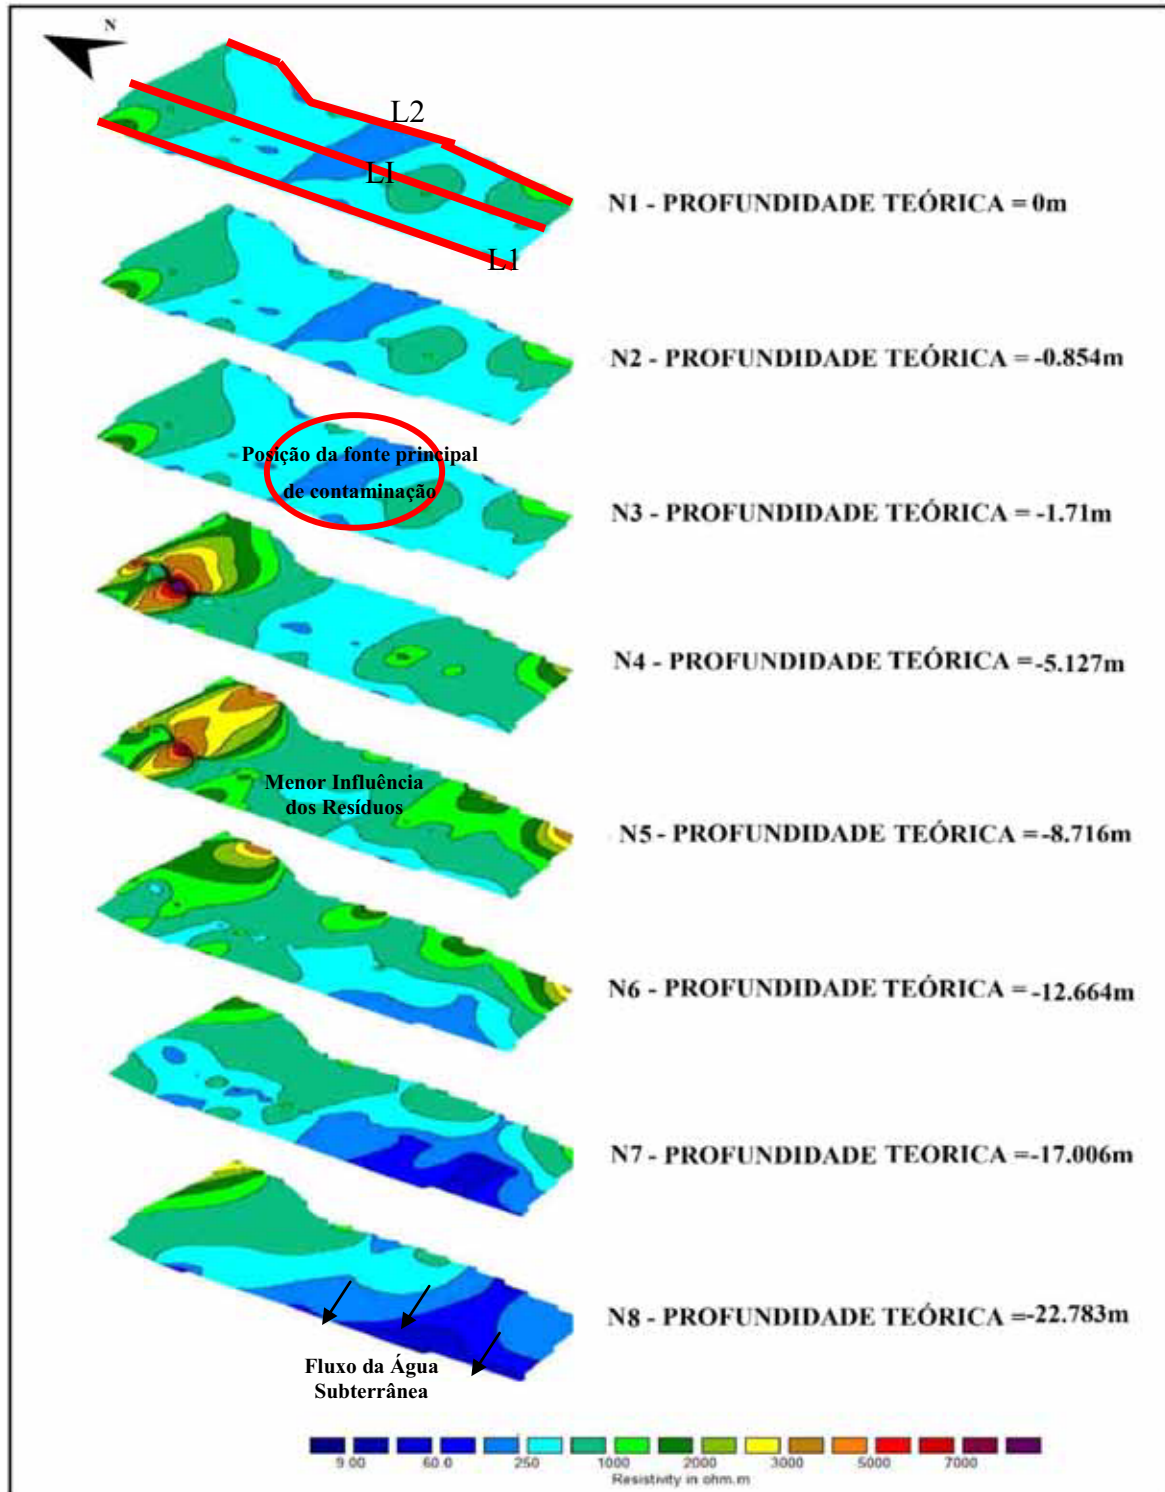 N
L2
LI
L1
N1 - PROFUNDIDADE TEÓRICA = 0m
N2 - PROFUNDIDADE TEÓRICA = -0.854m
Posição da fonte principal
de contaminação
N3 - PROFUNDIDADE TEÓRICA = -1.71m
N4 - PROFUNDIDADE TEÓRICA = -5.127m
Menor Influência
dos Resíduos
N5 - PROFUNDIDADE TEÓRICA = -8.716m
N6 - PROFUNDIDADE TEÓRICA = -12.664m
N7 - PROFUNDIDADE TEORICA = -17.006m
N8 - PROFUNDIDADE TEÓRICA = -22.783m
Fluxo da Água
Subterrânea
9.00 60.0 250 1000 2000 3000 5000 7000
Resistivity in ohm.m